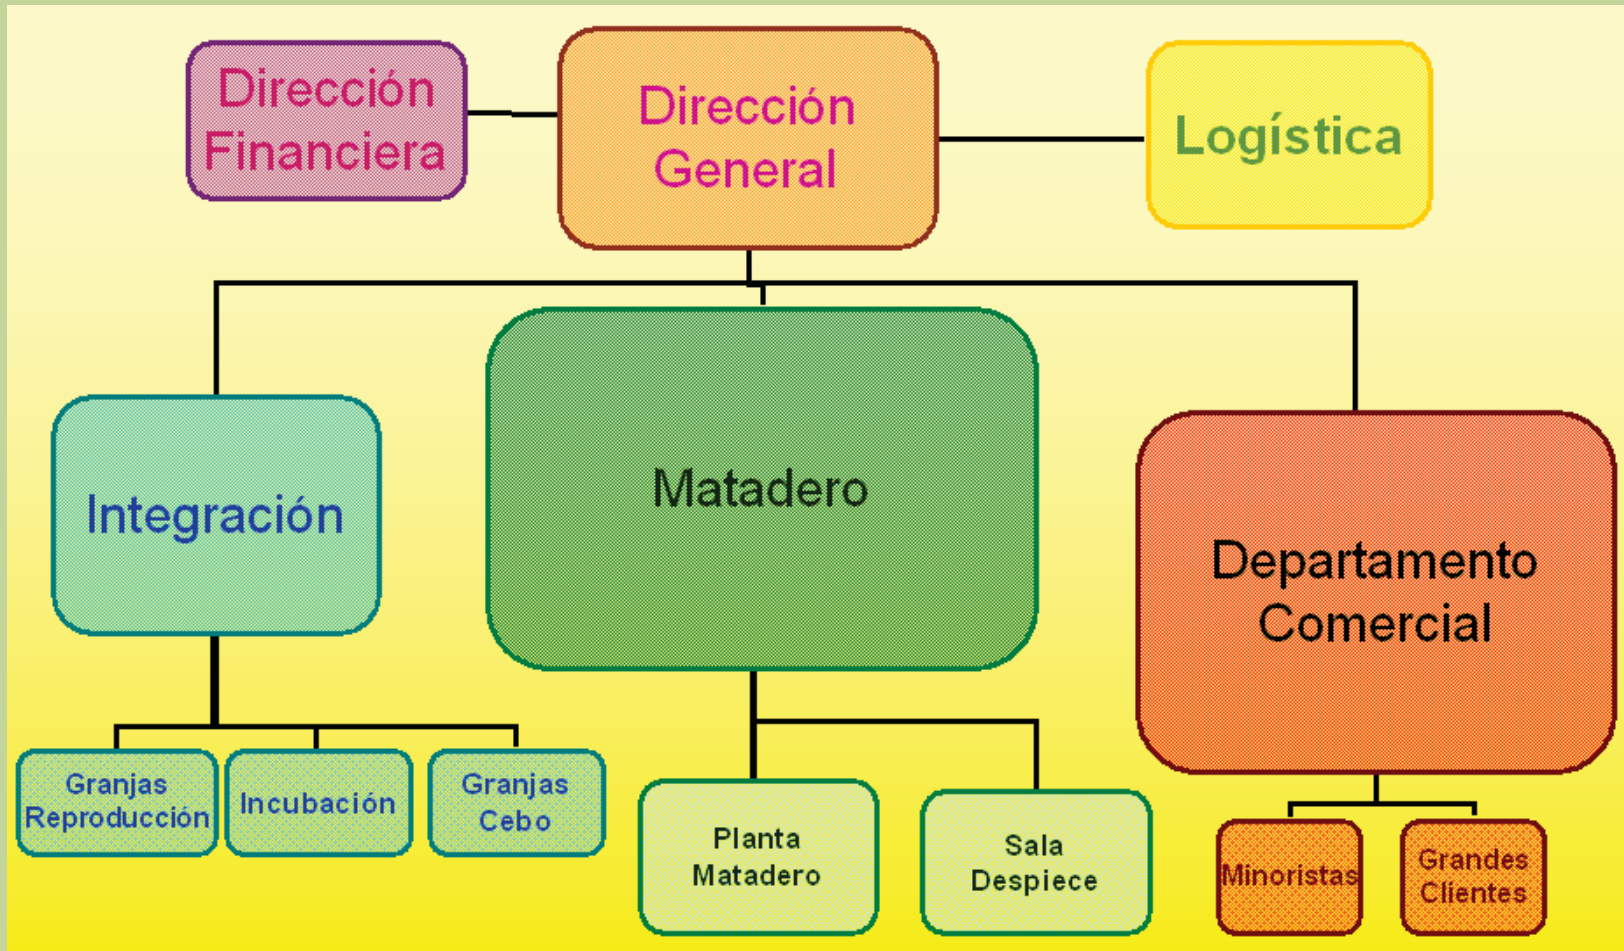 Dirección
Financiera
Dirección
General
Logística
Integración
Matadero
Departamento
Comercial
Granjas
Reproducción
Incubación
Granjas
Cebo
Planta
Matadero
Sala
Despiece
Minoristas
Grandes
Clientes